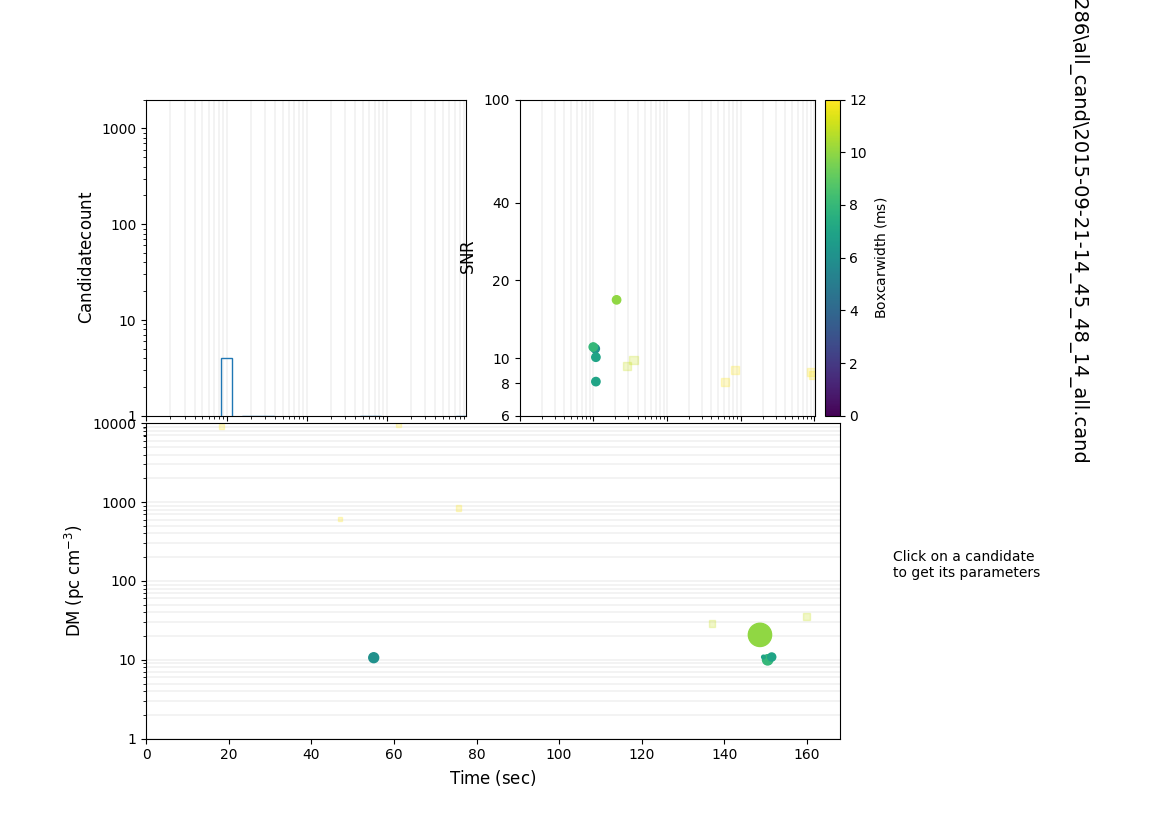 286\all_cand\2015-09-21-14_45_48_14_all.cand
1000
100
10
1
Candidatecount
100
40
20
10
8
6
SNR
12
10
8
6
4
2
0
Boxcarwidth (ms)
10000
1000
100
10
1
DM (pc cm⁻³)
0 20 40 60 80 100 120 140 160
Time (sec)
Click on a candidate
to get its parameters